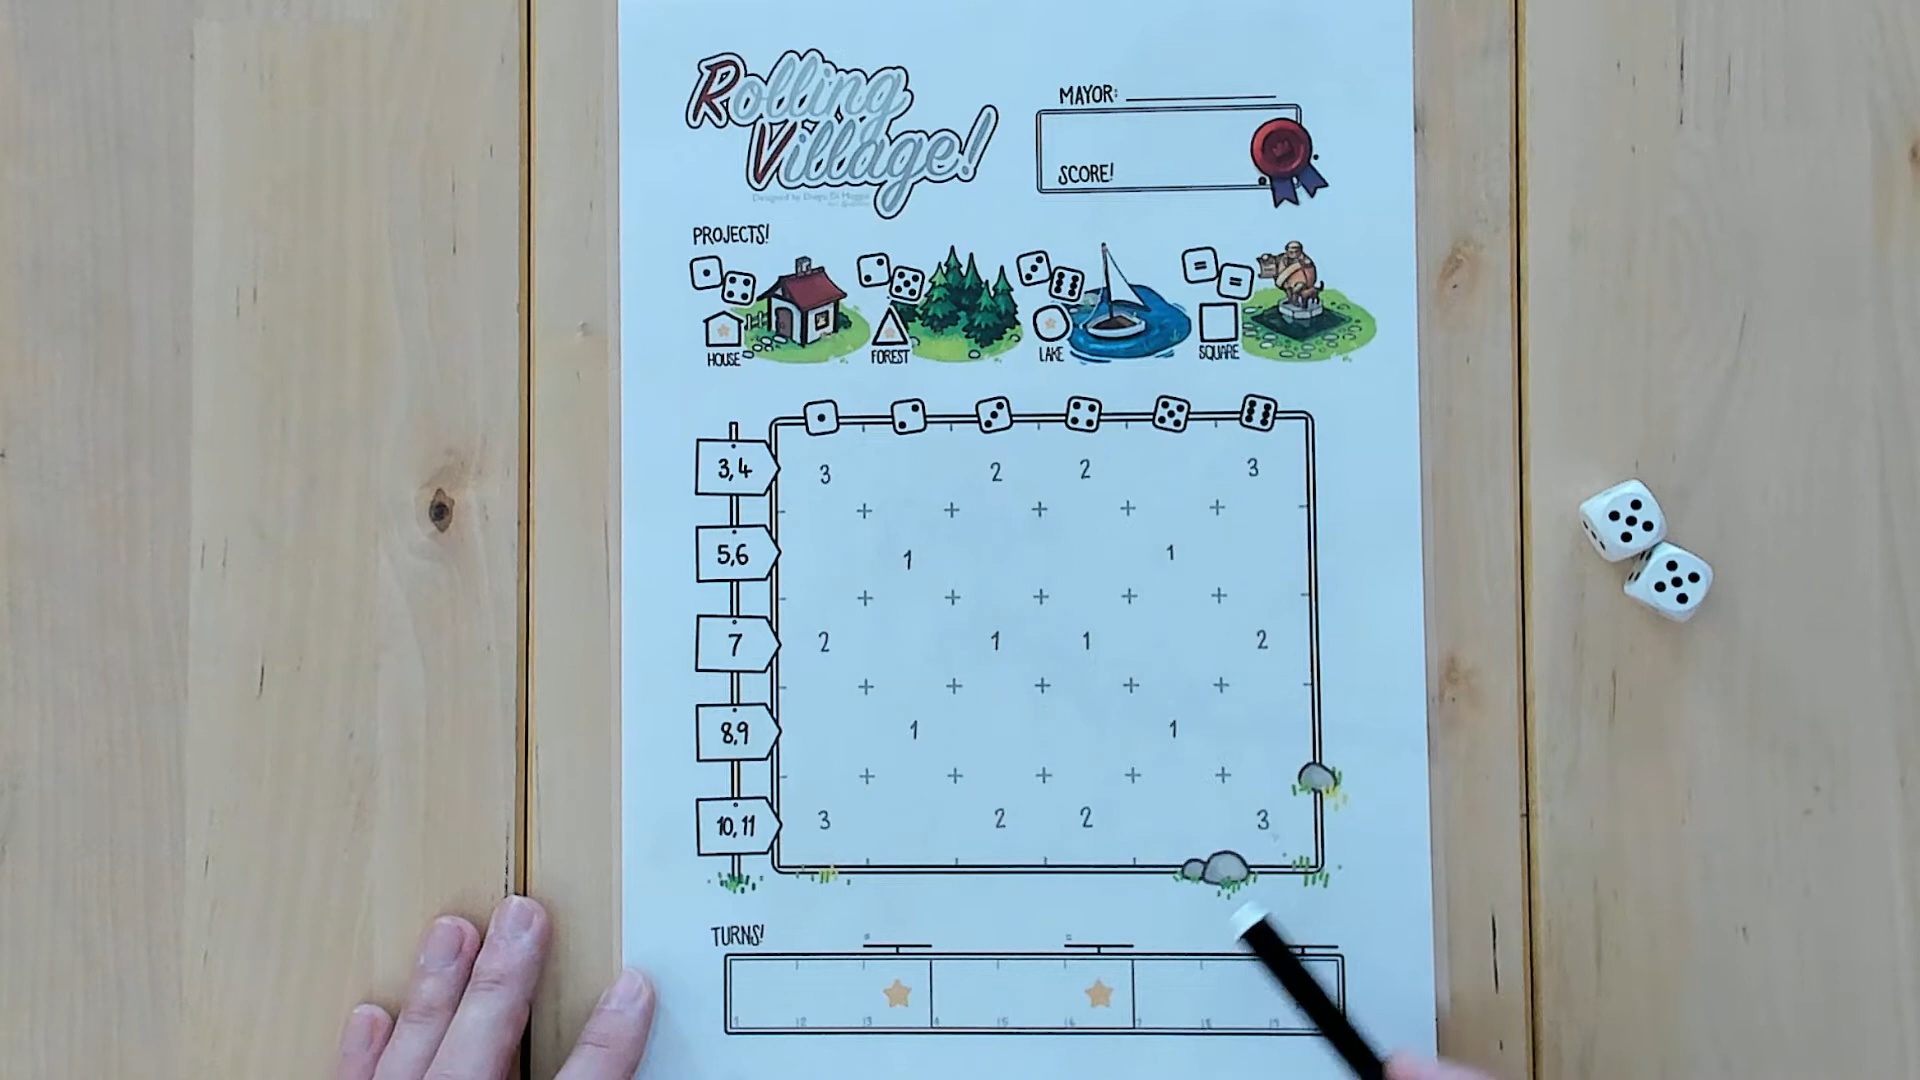 Rolling
Village!
MAYOR:
SCORE!
PROJECTS!
HOUSE
FOREST
LAKE
SQUARE
3,4
3 2 2 3
5,6
1 1
7
2 1 1 2
8,9
1 1
10,11
3 2 2 3
TURNS!